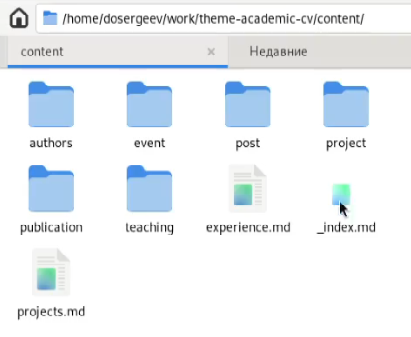 /home/dosergeev/work/theme-academic-cv/content/
content × Недавние
authors event post project
publication teaching experience.md _index.md
projects.md